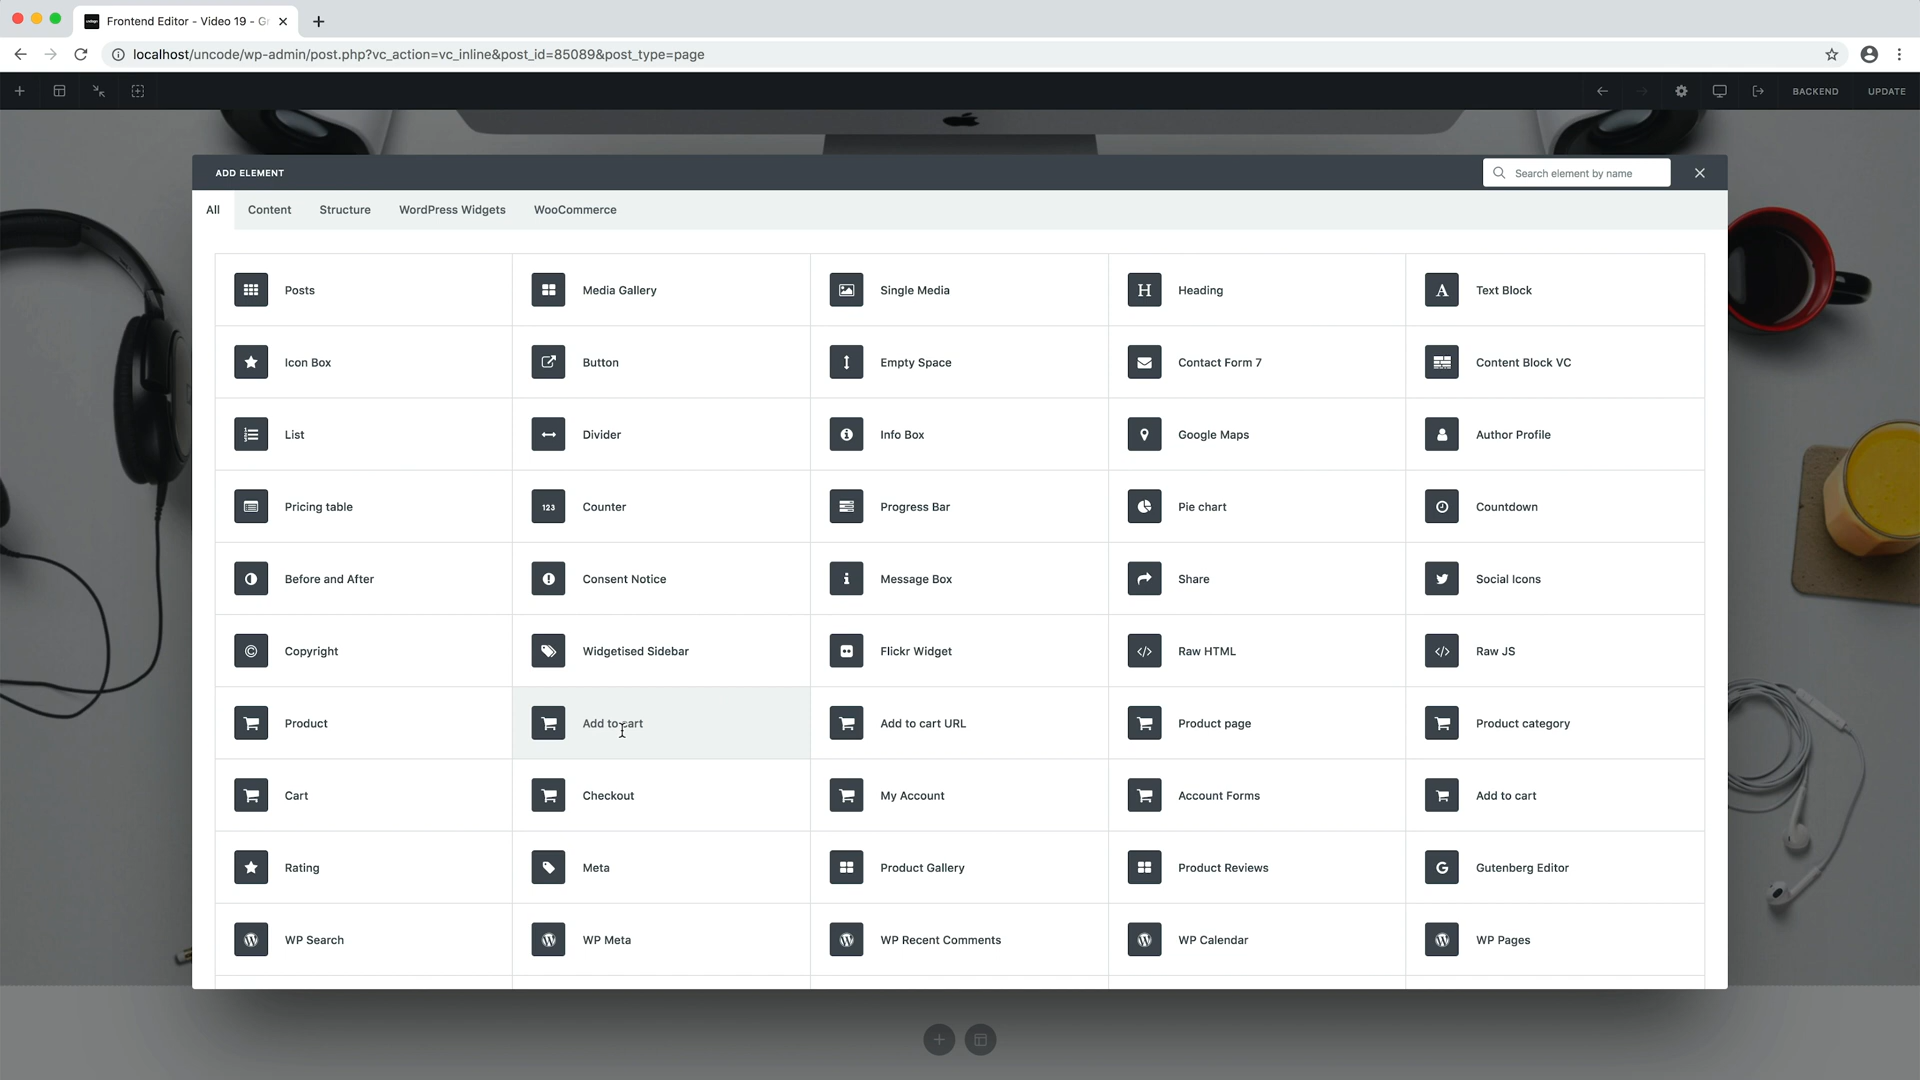 Frontend Editor - Video 19 - Gr
localhost/uncode/wp-admin/post.php?vc_action=vc_inline&post_id=85089&post_type=page
BACKEND UPDATE
ADD ELEMENT Search element by name
All Content Structure WordPress Widgets WooCommerce
Posts Media Gallery Single Media H Heading A Text Block
Icon Box Button Empty Space Contact Form 7 Content Block VC
List Divider Info Box Google Maps Author Profile
Pricing table 123 Counter Progress Bar Pie chart Countdown
Before and After Consent Notice Message Box Share Social Icons
Copyright Widgetised Sidebar Flickr Widget Raw HTML Raw JS
Product Add to cart Add to cart URL Product page Product category
Cart Checkout My Account Account Forms Add to cart
Rating Meta Product Gallery Product Reviews G Gutenberg Editor
WP Search WP Meta WP Recent Comments WP Calendar WP Pages